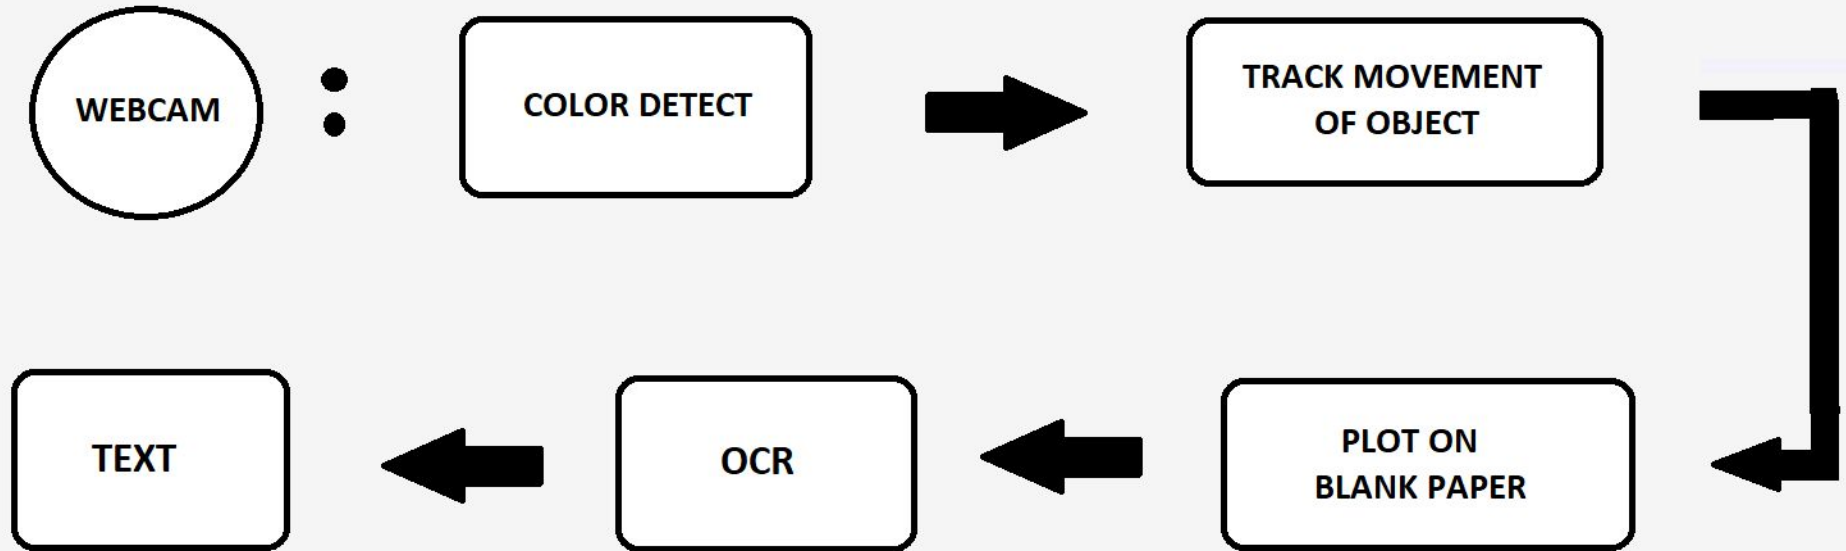 WEBCAM :
COLOR DETECT
TRACK MOVEMENT
OF OBJECT
PLOT ON
BLANK PAPER
OCR
TEXT